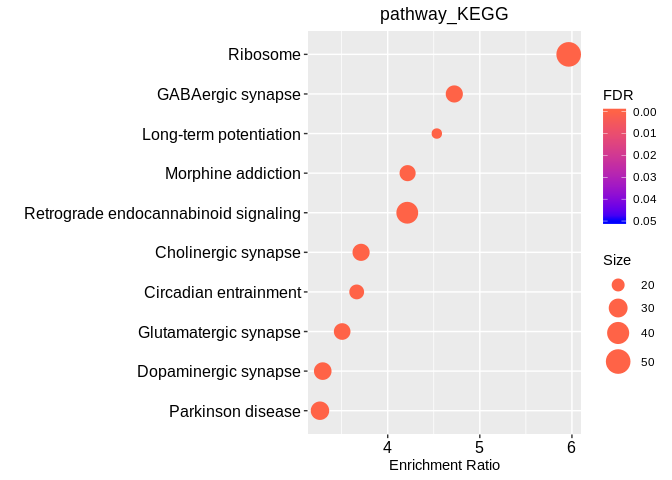 pathway_KEGG
Ribosome
GABAergic synapse
Long-term potentiation
Morphine addiction
Retrograde endocannabinoid signaling
Cholinergic synapse
Circadian entrainment
Glutamatergic synapse
Dopaminergic synapse
Parkinson disease
4 5 6
Enrichment Ratio
FDR
0.00
0.01
0.02
0.03
0.04
0.05
Size
20
30
40
50